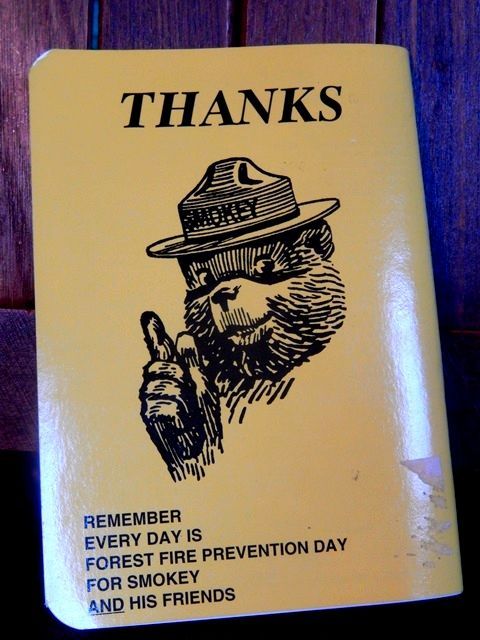 THANKS
SMOKEY
REMEMBER
EVERY DAY IS
FOREST FIRE PREVENTION DAY
FOR SMOKEY
AND HIS FRIENDS